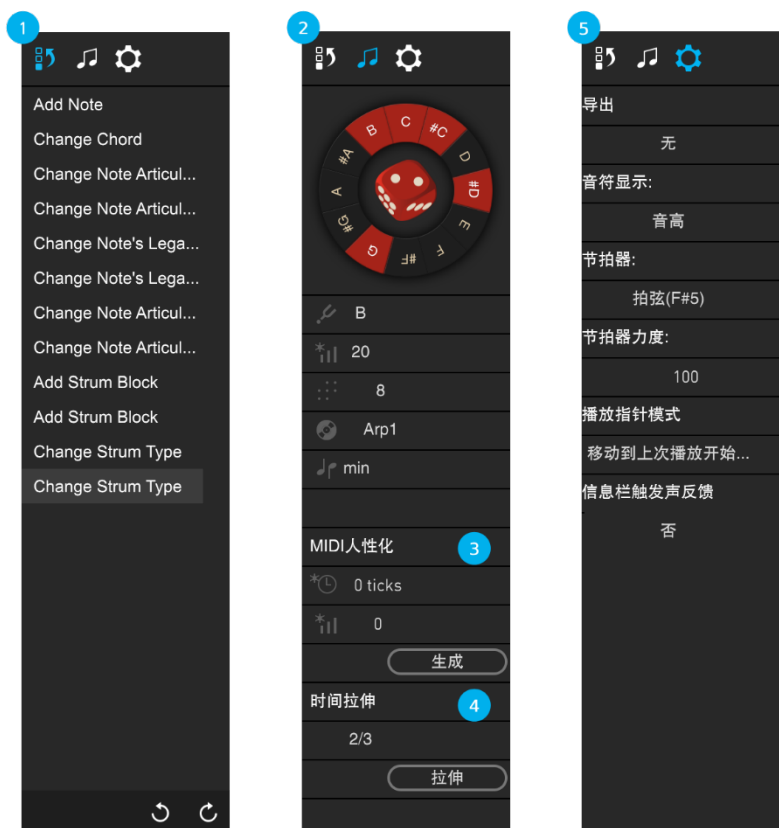 1
Add Note
Change Chord
Change Note Articul...
Change Note Articul...
Change Note's Lega...
Change Note's Lega...
Change Note Articul...
Change Note Articul...
Add Strum Block
Add Strum Block
Change Strum Type
Change Strum Type
2
C
#C
D
#D
E
F
#F
G
#G
A
#A
B
B
20
8
Arp1
min
MIDI人性化
3
0 ticks
0
生成
时间拉伸
4
2/3
拉伸
5
导出
无
音符显示:
音高
节拍器:
拍弦(F#5)
节拍器力度:
100
播放指针模式
移动到上次播放开始...
信息栏触发声反馈
否